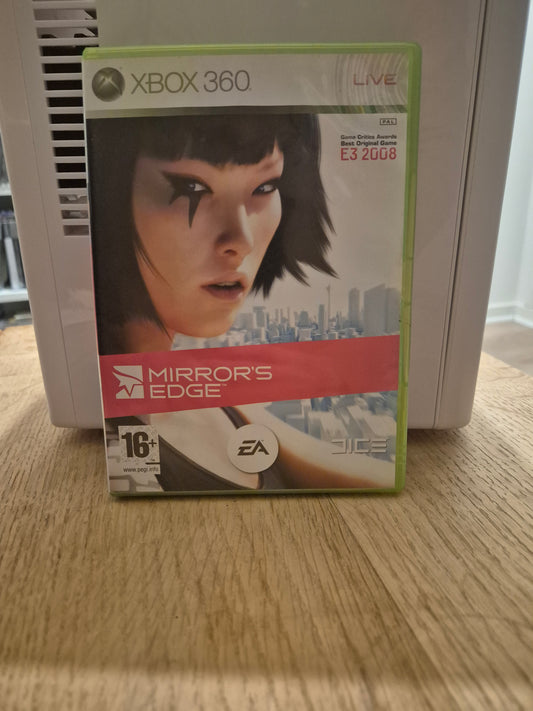 XBOX 360
LIVE
PAL
Game Critics Awards
Best Original Game
E3 2008
MIRROR'S
EDGE™
16+
www.pegi.info
EA
DICE